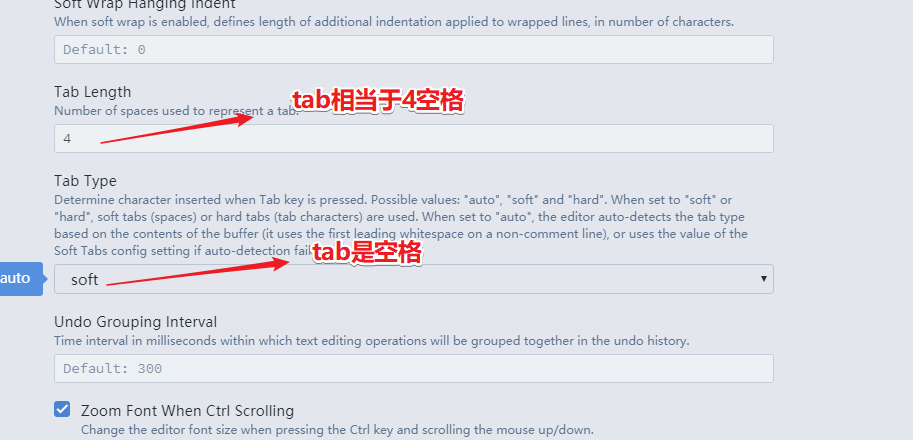 Soft Wrap Hanging Indent
When soft wrap is enabled, defines length of additional indentation applied to wrapped lines, in number of characters.
Default: 0
Tab Length
tab相当于4空格
Number of spaces used to represent a tab.
4
Tab Type
Determine character inserted when Tab key is pressed. Possible values: "auto", "soft" and "hard". When set to "soft" or
"hard", soft tabs (spaces) or hard tabs (tab characters) are used. When set to "auto", the editor auto-detects the tab type
based on the contents of the buffer (it uses the first leading whitespace on a non-comment line), or uses the value of the
Soft Tabs config setting if auto-detection
tab是空格
auto
soft
Undo Grouping Interval
Time interval in milliseconds within which text editing operations will be grouped together in the undo history.
Default: 300
Zoom Font When Ctrl Scrolling
Change the editor font size when pressing the Ctrl key and scrolling the mouse up/down.